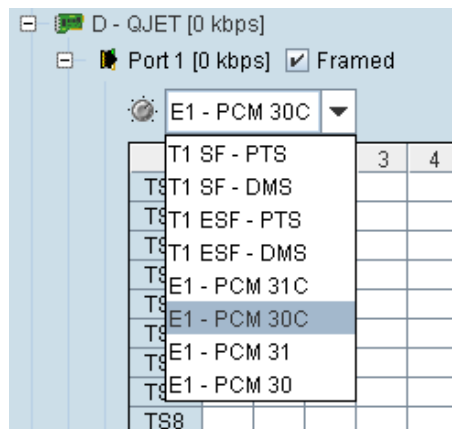 D - QJET [0 kbps]
Port 1 [0 kbps] Framed
E1 - PCM 30C
3 4
T1 SF - PTS
T1 SF - DMS
T1 ESF - PTS
T1 ESF - DMS
E1 - PCM 31C
E1 - PCM 30C
E1 - PCM 31
E1 - PCM 30
TS8